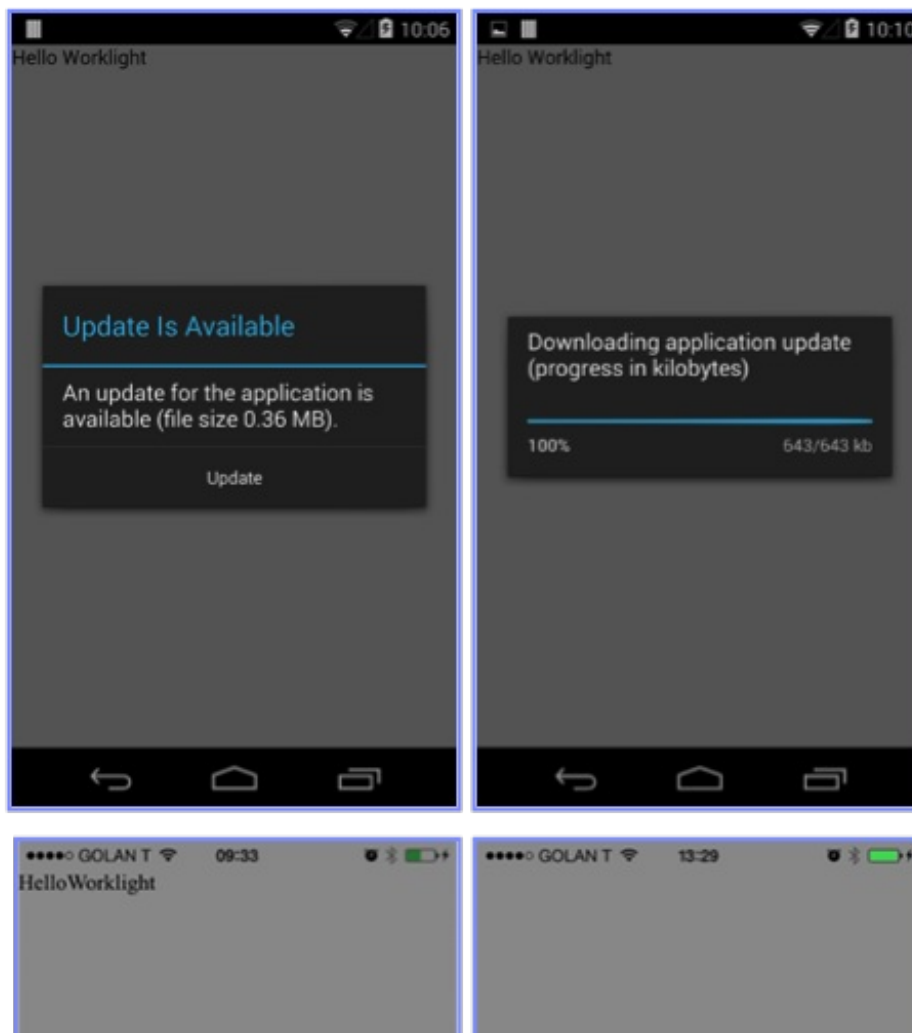 10:06
Hello Worklight
Update Is Available
An update for the application is
available (file size 0.36 MB).
Update
10:10
Hello Worklight
Downloading application update
(progress in kilobytes)
100% 643/643 kb
GOLAN T 09:33
HelloWorklight
GOLAN T 13:29